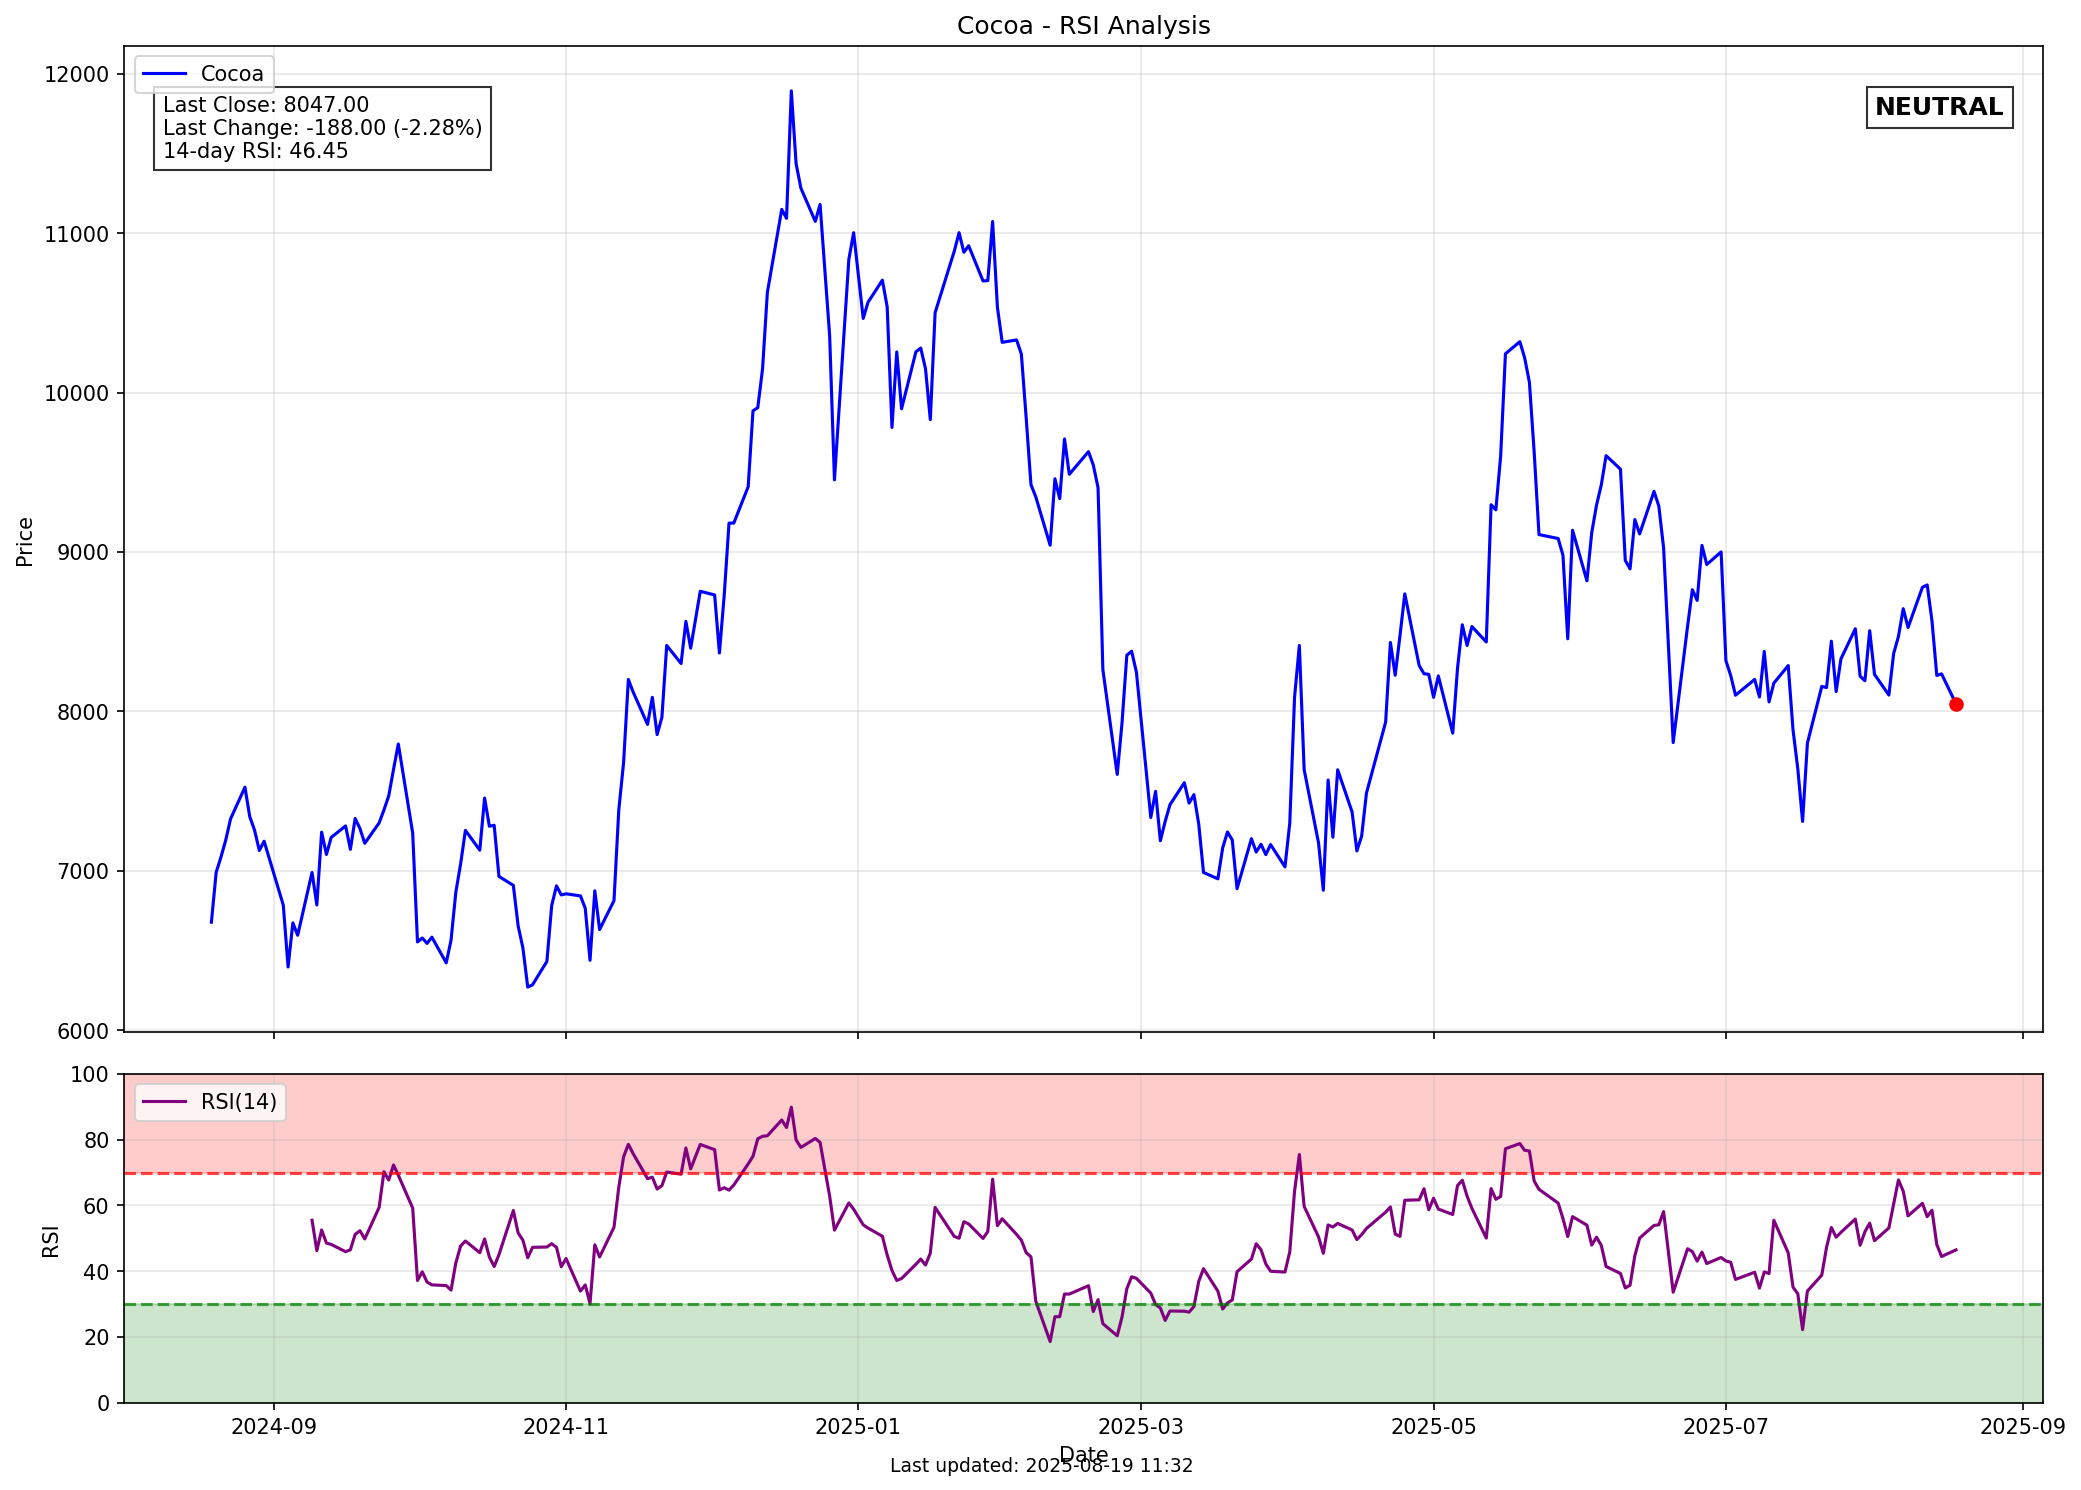 Cocoa - RSI Analysis
Cocoa
Last Close: 8047.00
Last Change: -188.00 (-2.28%)
14-day RSI: 46.45
NEUTRAL
12000
11000
10000
9000
8000
7000
6000
Price
RSI(14)
100
80
60
40
20
0
RSI
2024-09
2024-11
2025-01
2025-03
2025-05
2025-07
2025-09
Date
Last updated: 2025-08-19 11:32